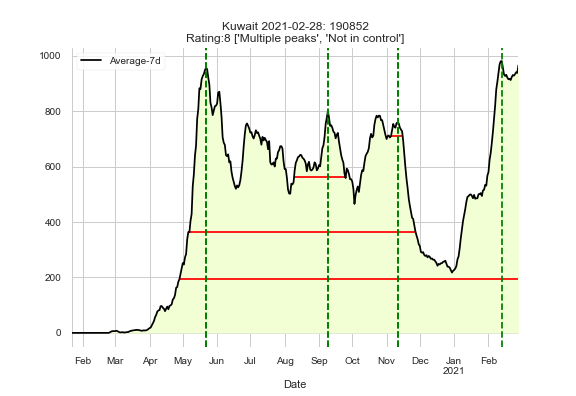 Kuwait 2021-02-28: 190852
Rating:8 ['Multiple peaks', 'Not in control']
Average-7d
1000
800
600
400
200
0
Feb Mar Apr May Jun Jul Aug Sep Oct Nov Dec Jan Feb
2021
Date